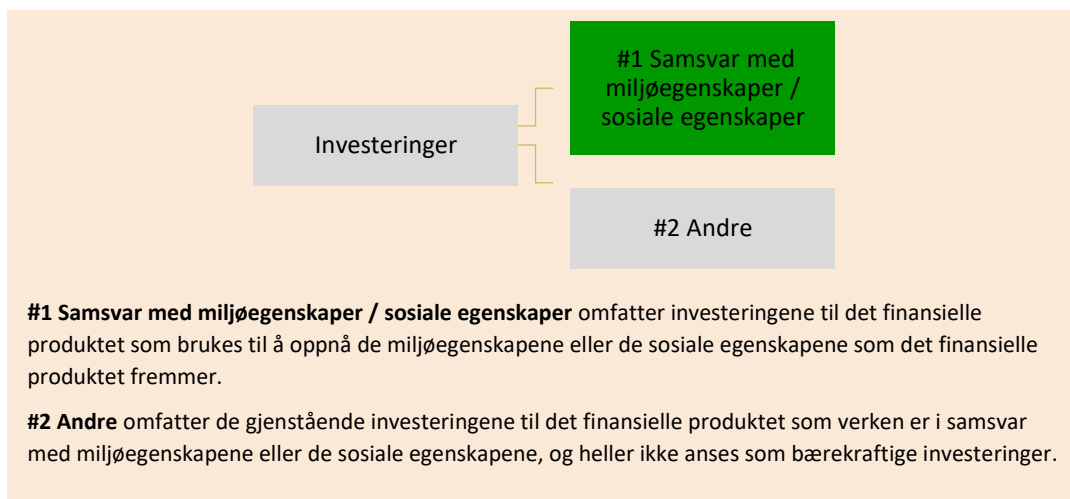 #1 Samsvar med
miljøegenskaper /
sosiale egenskaper
Investeringer
#2 Andre
#1 Samsvar med miljøegenskaper / sosiale egenskaper omfatter investeringene til det finansielle
produktet som brukes til å oppnå de miljøegenskapene eller de sosiale egenskapene som det finansielle
produktet fremmer.
#2 Andre omfatter de gjenstående investeringene til det finansielle produktet som verken er i samsvar
med miljøegenskapene eller de sosiale egenskapene, og heller ikke anses som bærekraftige investeringer.